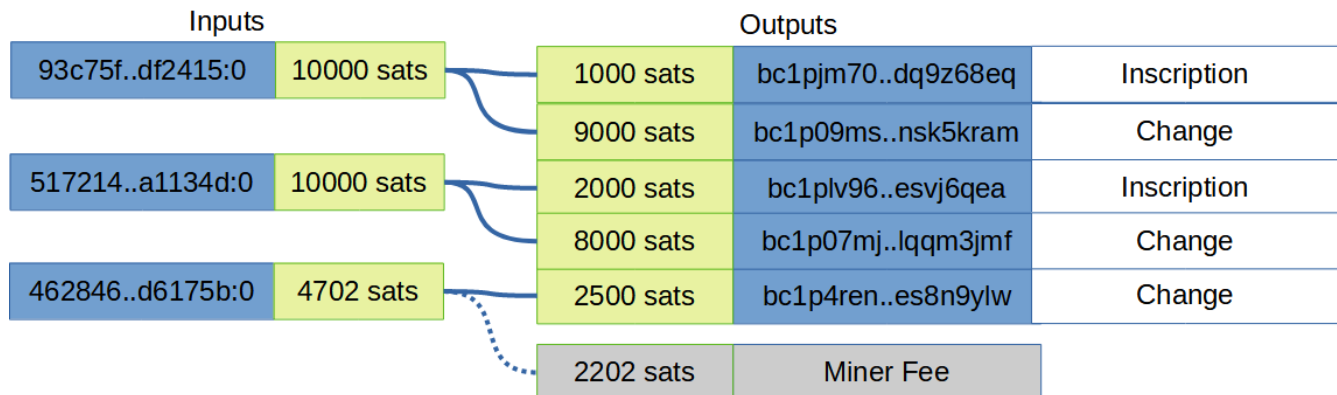 Inputs
Outputs
93c75f..df2415:0 10000 sats
1000 sats bc1pjm70..dq9z68eq Inscription
9000 sats bc1p09ms..nsk5kram Change
517214..a1134d:0 10000 sats
2000 sats bc1plv96..esvj6qea Inscription
8000 sats bc1p07mj..lqqm3jmf Change
462846..d6175b:0 4702 sats
2500 sats bc1p4ren..es8n9ylw Change
2202 sats Miner Fee